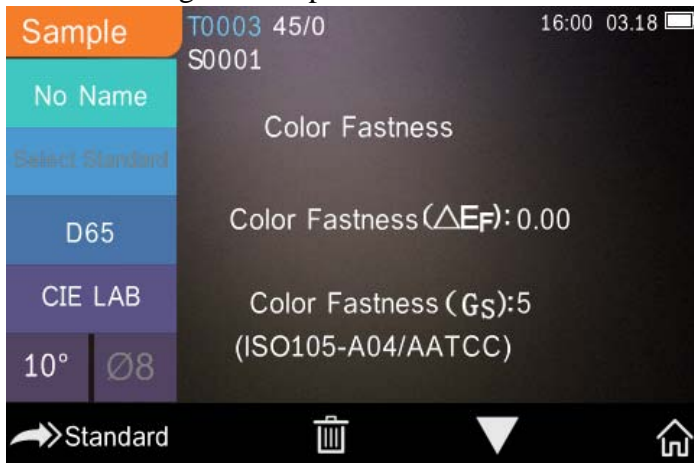 Sample
T0003 45/0
16:00 03.18
S0001
No Name
Select Standard
D65
CIE LAB
10°
Ø8
Color Fastness
Color Fastness(△EF):0.00
Color Fastness(GS):5
(ISO105-A04/AATCC)
Standard